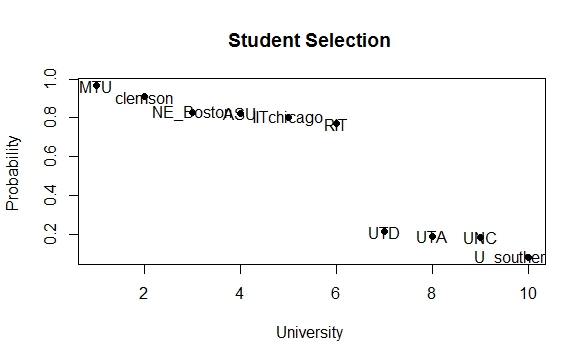 Student Selection
Probability
1.0
0.8
0.6
0.4
0.2
MTU
clemson
NE_Boston
ASU
IITchicago
RIT
UTD
UTA
UNC
U_souther
2
4
6
8
10
University